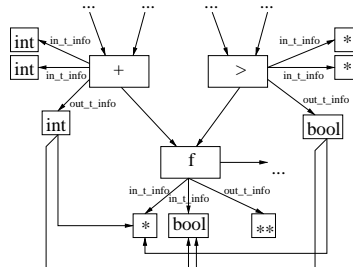 ... ...
... ...
int
in_t_info
in_t_info
*
int
in_t_info
+
>
in_t_info
*
out_t_info
out_t_info
int
bool
f
...
in_t_info
in_t_info
out_t_info
*
bool
**